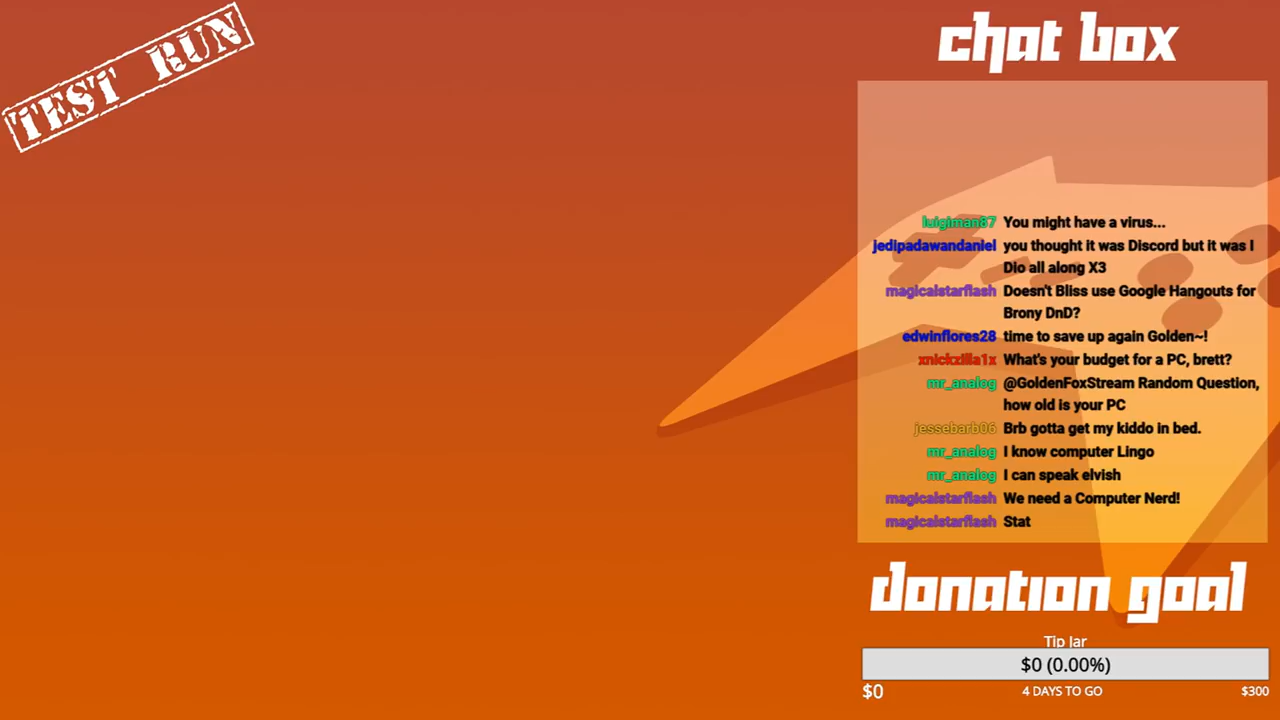 TEST RUN
chat box
luigiman87 You might have a virus...
jedipadawandaniel you thought it was Discord but it was I
Dio all along X3
magicalstarflash Doesn't Bliss use Google Hangouts for
Brony DnD?
edwinflores28 time to save up again Golden~!
xnickzilla1x What's your budget for a PC, brett?
mr_analog @GoldenFoxStream Random Question,
how old is your PC
jessebarb06 Brb gotta get my kiddo in bed.
mr_analog I know computer Lingo
mr_analog I can speak elvish
magicalstarflash We need a Computer Nerd!
magicalstarflash Stat
donation goal
Tip Jar
$0 (0.00%)
$0 4 DAYS TO GO $300